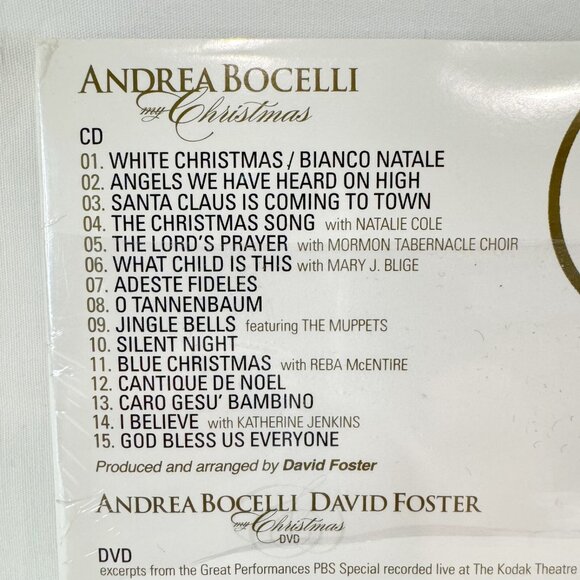 ANDREA BOCELLI
my Christmas
CD
01. WHITE CHRISTMAS / BIANCO NATALE
02. ANGELS WE HAVE HEARD ON HIGH
03. SANTA CLAUS IS COMING TO TOWN
04. THE CHRISTMAS SONG with NATALIE COLE
05. THE LORD'S PRAYER with MORMON TABERNACLE CHOIR
06. WHAT CHILD IS THIS with MARY J. BLIGE
07. ADESTE FIDELES
08. O TANNENBAUM
09. JINGLE BELLS featuring THE MUPPETS
10. SILENT NIGHT
11. BLUE CHRISTMAS with REBA McENTIRE
12. CANTIQUE DE NOEL
13. CARO GESU' BAMBINO
14. I BELIEVE with KATHERINE JENKINS
15. GOD BLESS US EVERYONE
Produced and arranged by David Foster
ANDREA BOCELLI DAVID FOSTER
my Christmas
DVD
DVD
excerpts from the Great Performances PBS Special recorded live at The Kodak Theatre